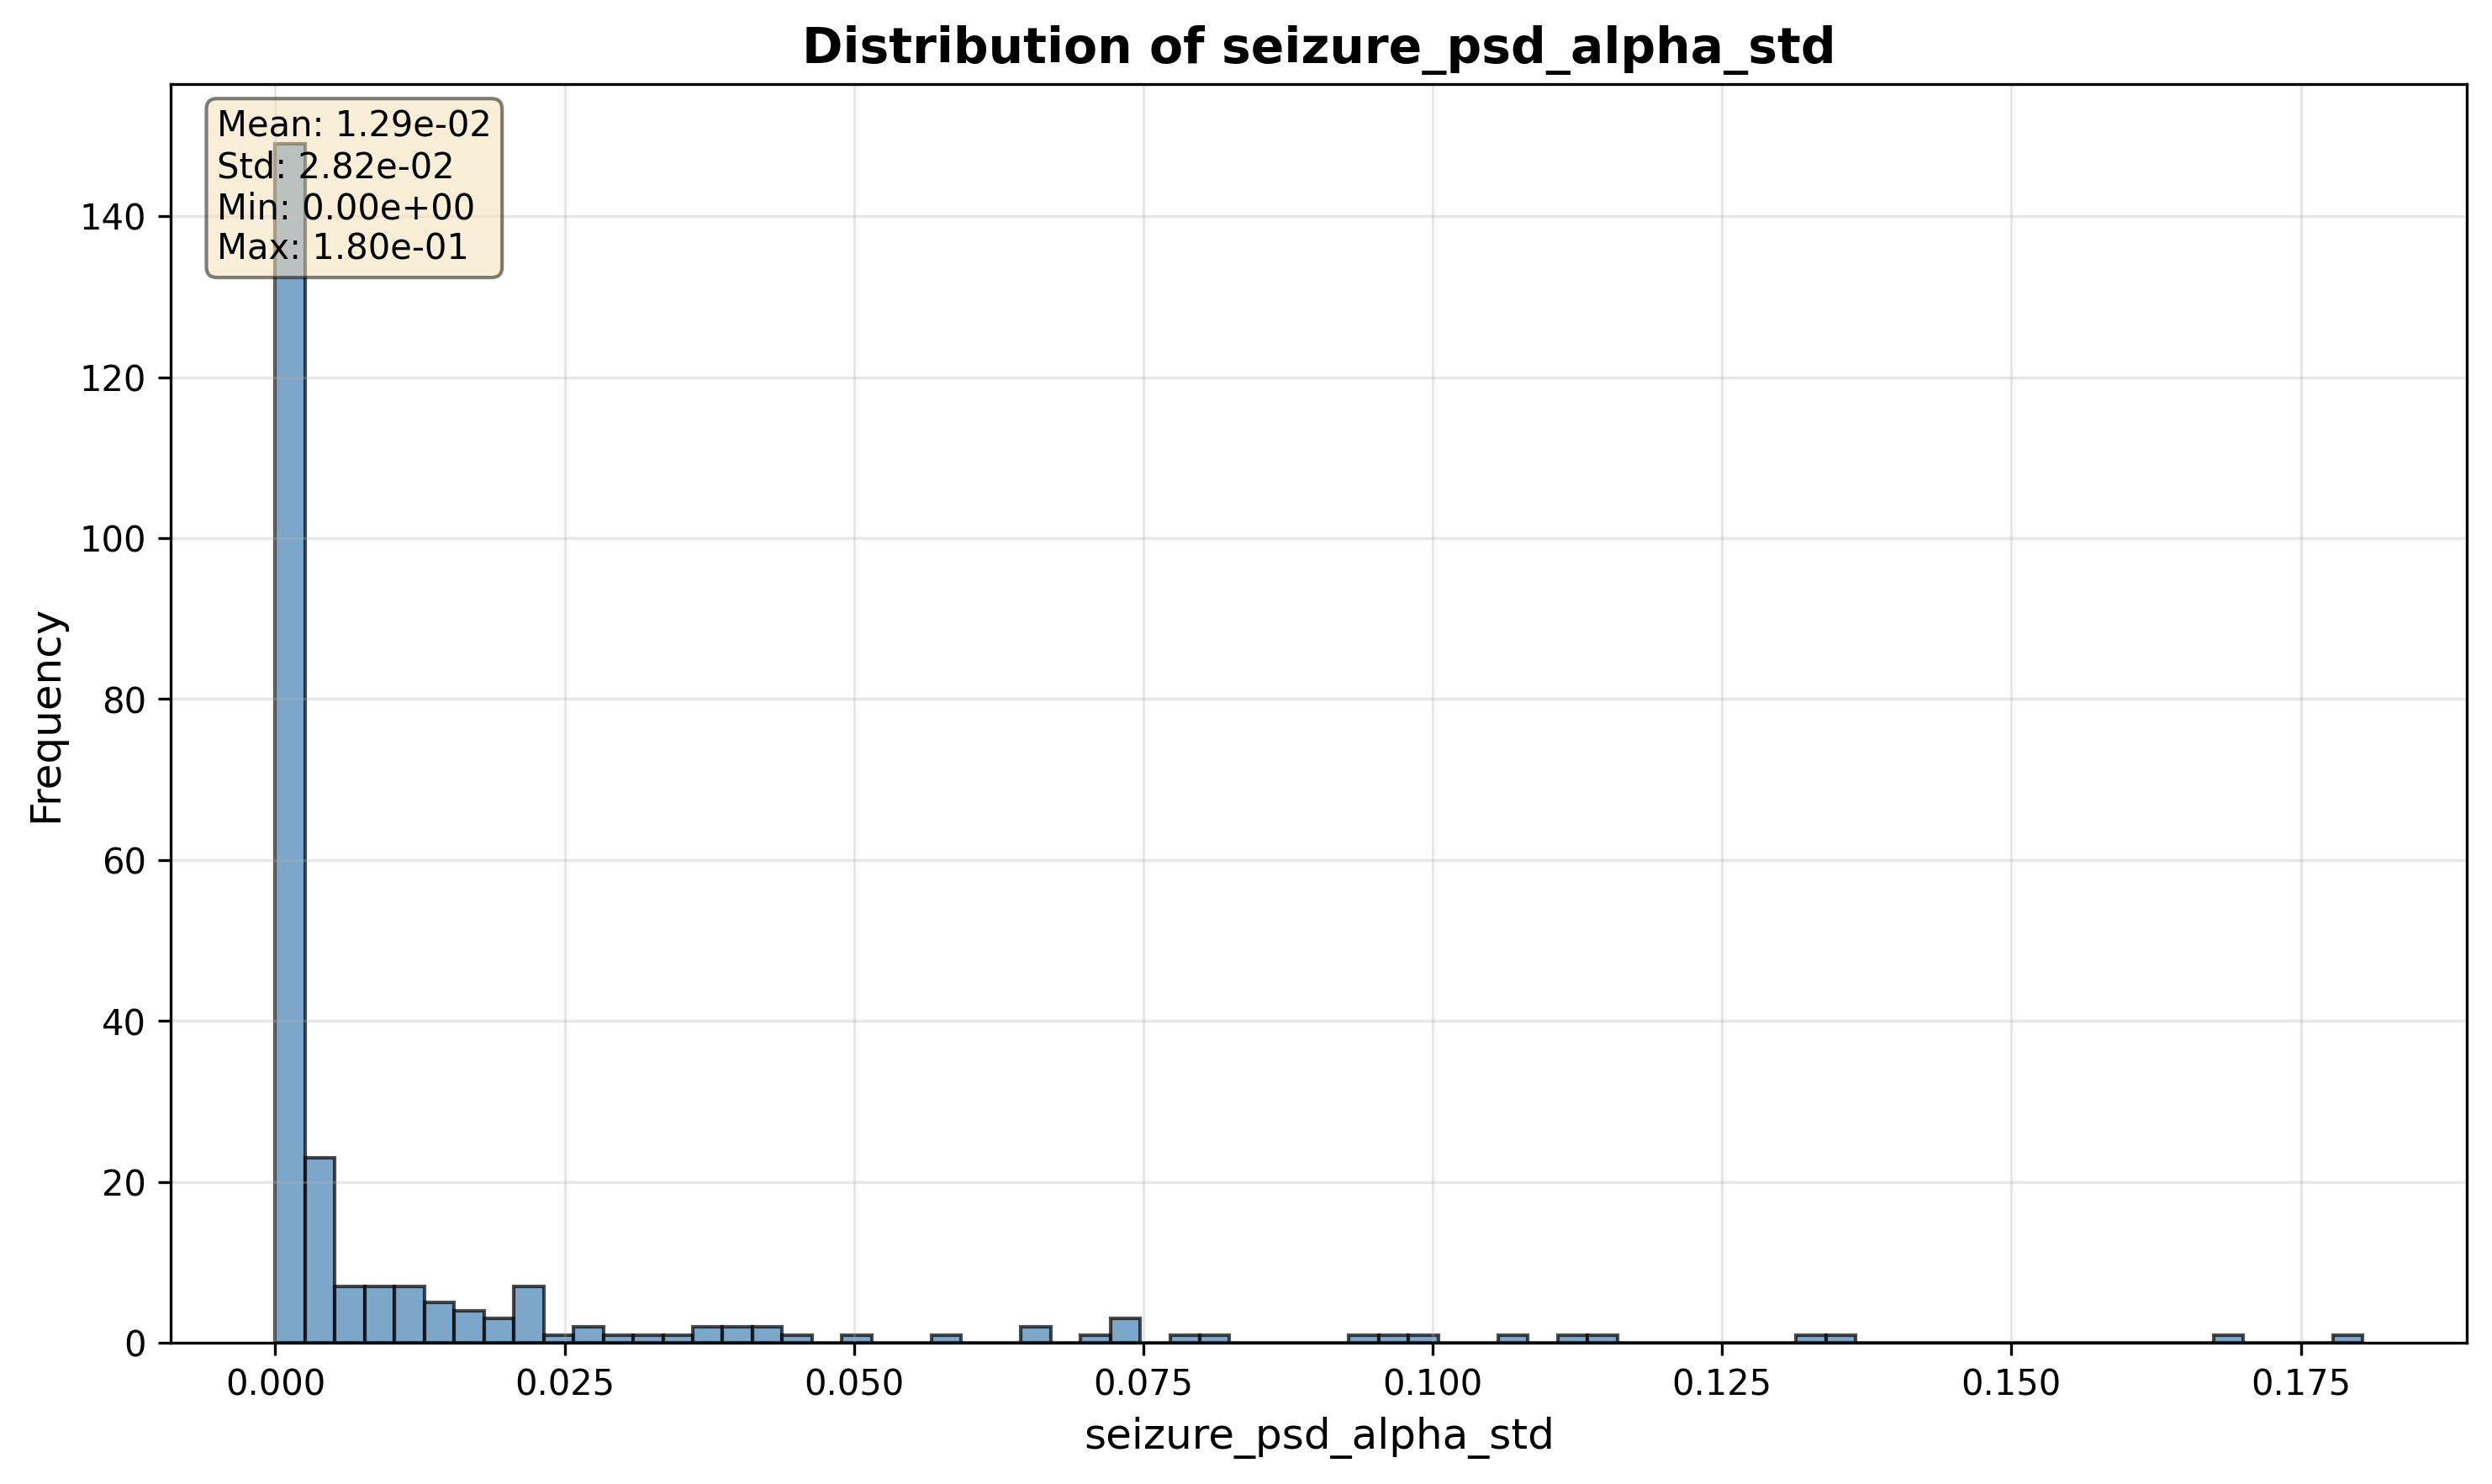 Distribution of seizure_psd_alpha_std
Mean: 1.29e-02
Std: 2.82e-02
Min: 0.00e+00
Max: 1.80e-01
Frequency
140
120
100
80
60
40
20
0
0.000 0.025 0.050 0.075 0.100 0.125 0.150 0.175
seizure_psd_alpha_std